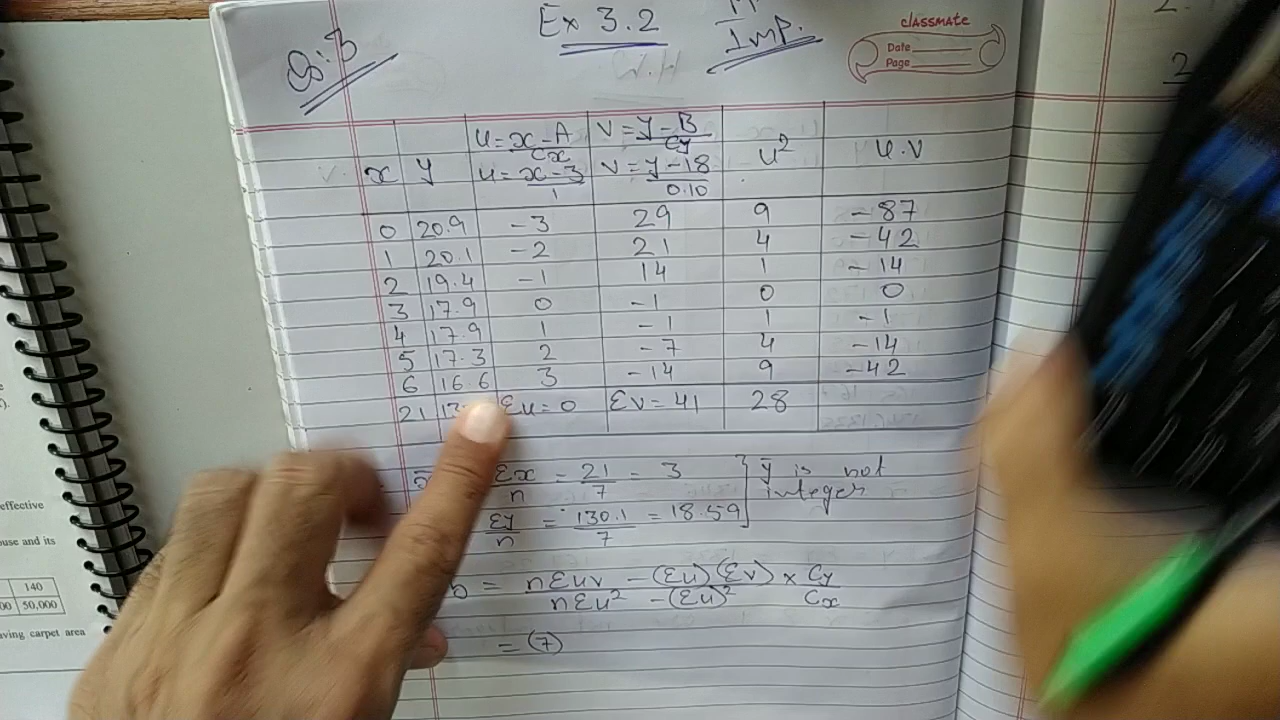 Ex 3.2
Imp.
classmate
Date
Page
Q:3
x y u = x - A / cx v = y - B / cy u² u.v
u = x - 3 / 1 v = y - 18 / 0.10
0 20.9 -3 29 9 -87
1 20.1 -2 21 4 -42
2 19.4 -1 14 1 -14
3 17.9 0 -1 0 0
4 17.9 1 -1 1 -1
5 17.3 2 -7 4 -14
6 16.6 3 -14 9 -42
21 Σu = 0 Σv = 41 28
Σx / n = 21 / 7 = 3
ȳ is not
integer
Σy / n = 130.1 / 7 = 18.59
= nΣuv - (Σu)(Σv) / nΣu² - (Σu)² × Cy / Cx
= (7)
2.
2
effective
ouse and its
140
00 50,000
aving carpet area